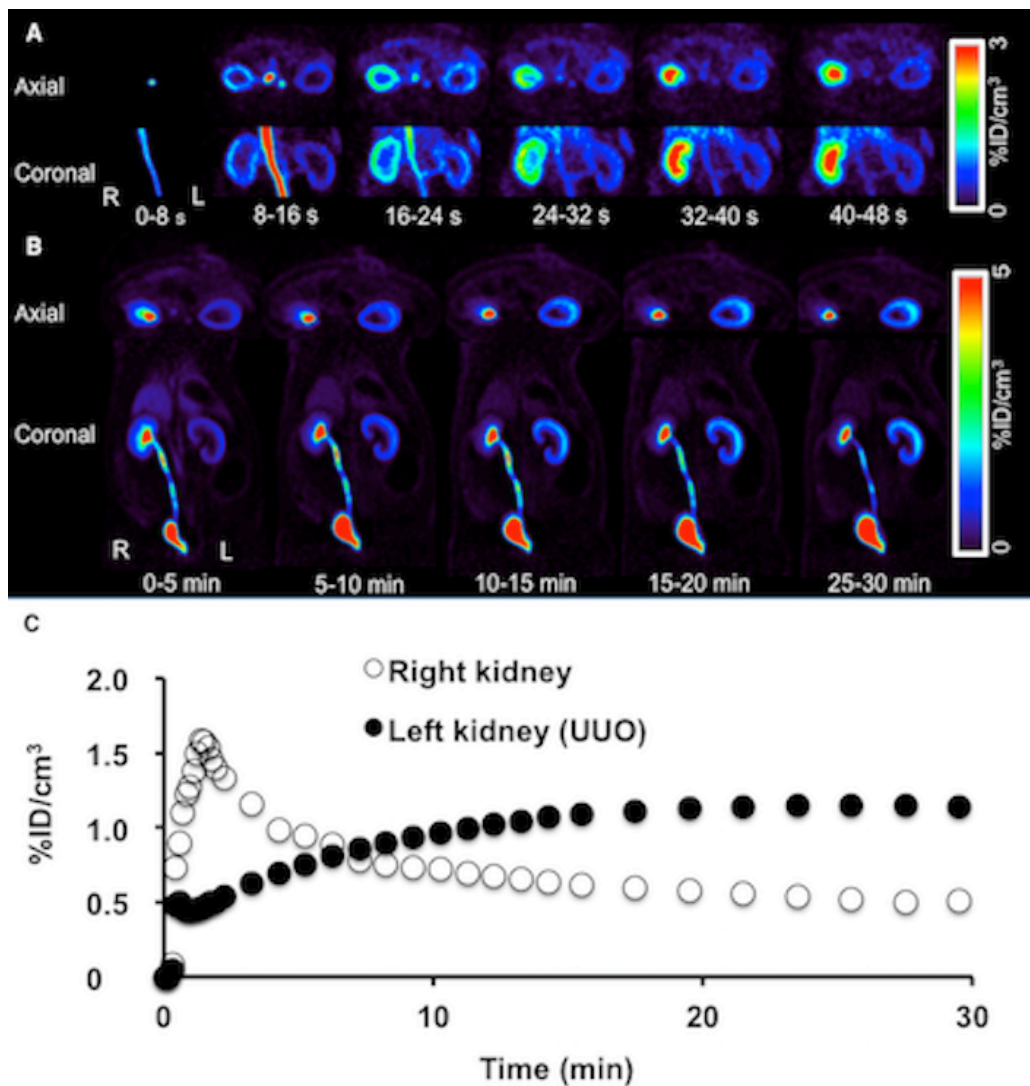 A
Axial
Coronal
R
L
0-8 s
8-16 s
16-24 s
24-32 s
32-40 s
40-48 s
3
%ID/cm³
0
B
Axial
Coronal
R
L
0-5 min
5-10 min
10-15 min
15-20 min
25-30 min
5
%ID/cm³
0
C
Right kidney
Left kidney (UUO)
%ID/cm³
2.0
1.5
1.0
0.5
0
0
10
20
30
Time (min)